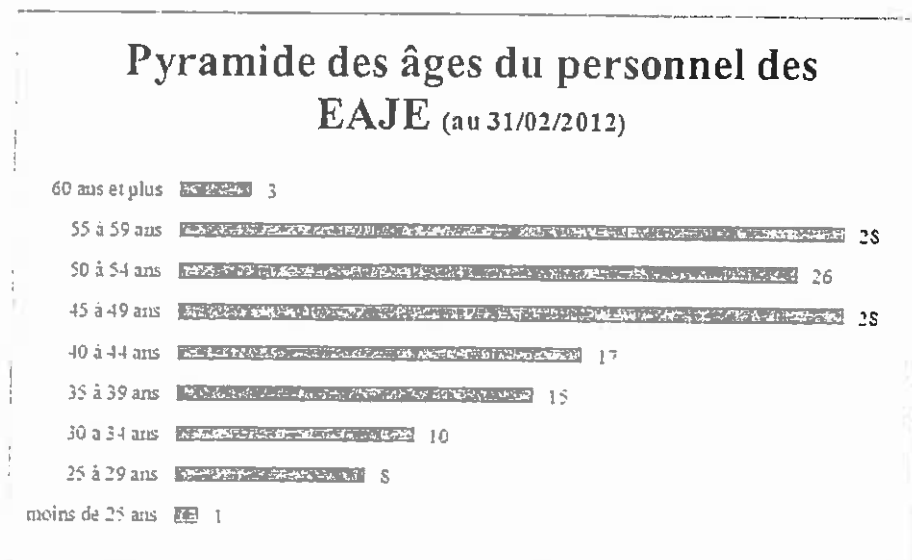 Pyramide des âges du personnel des
EAJE (au 31/02/2012)
60 ans et plus 3
55 à 59 ans 28
50 à 54 ans 26
45 à 49 ans 28
40 à 44 ans 17
35 à 39 ans 15
30 à 34 ans 10
25 à 29 ans 8
moins de 25 ans 1